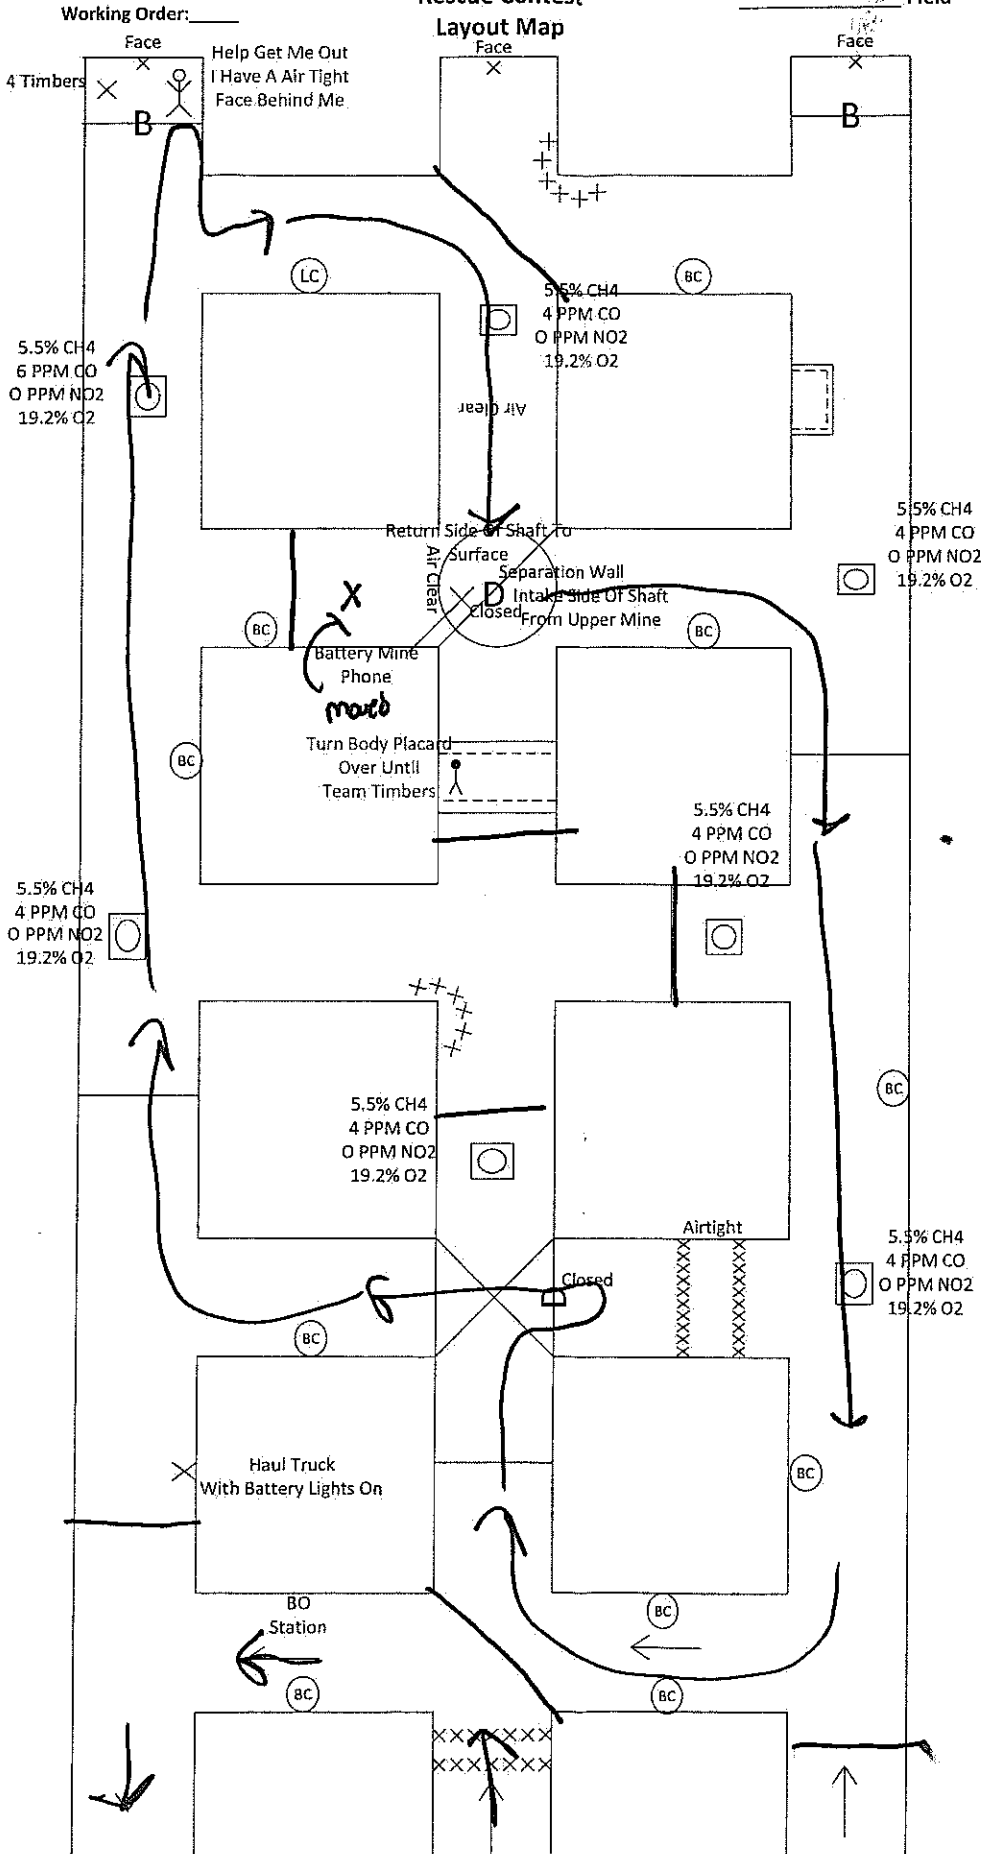 Rescue Contest
Working Order:_____
Field
Layout Map
Face
Face
Face
4 Timbers
Help Get Me Out
I Have A Air Tight
Face Behind Me
B
B
LC
BC
5.5% CH4
4 PPM CO
O PPM NO2
19.2% O2
5.5% CH4
6 PPM CO
O PPM NO2
19.2% O2
Air Clear
5.5% CH4
4 PPM CO
O PPM NO2
19.2% O2
Return Side Of Shaft To
Surface
Air Clear
Separation Wall
D
Intake Side Of Shaft
Closed
From Upper Mine
X
BC
BC
Battery Mine
Phone
moved
Turn Body Placard
Over Until
Team Timbers
BC
5.5% CH4
4 PPM CO
O PPM NO2
19.2% O2
5.5% CH4
4 PPM CO
O PPM NO2
19.2% O2
BC
5.5% CH4
4 PPM CO
O PPM NO2
19.2% O2
Airtight
5.5% CH4
4 PPM CO
O PPM NO2
19.2% O2
Closed
D
BC
Haul Truck
With Battery Lights On
BC
BO
Station
BC
BC
BC